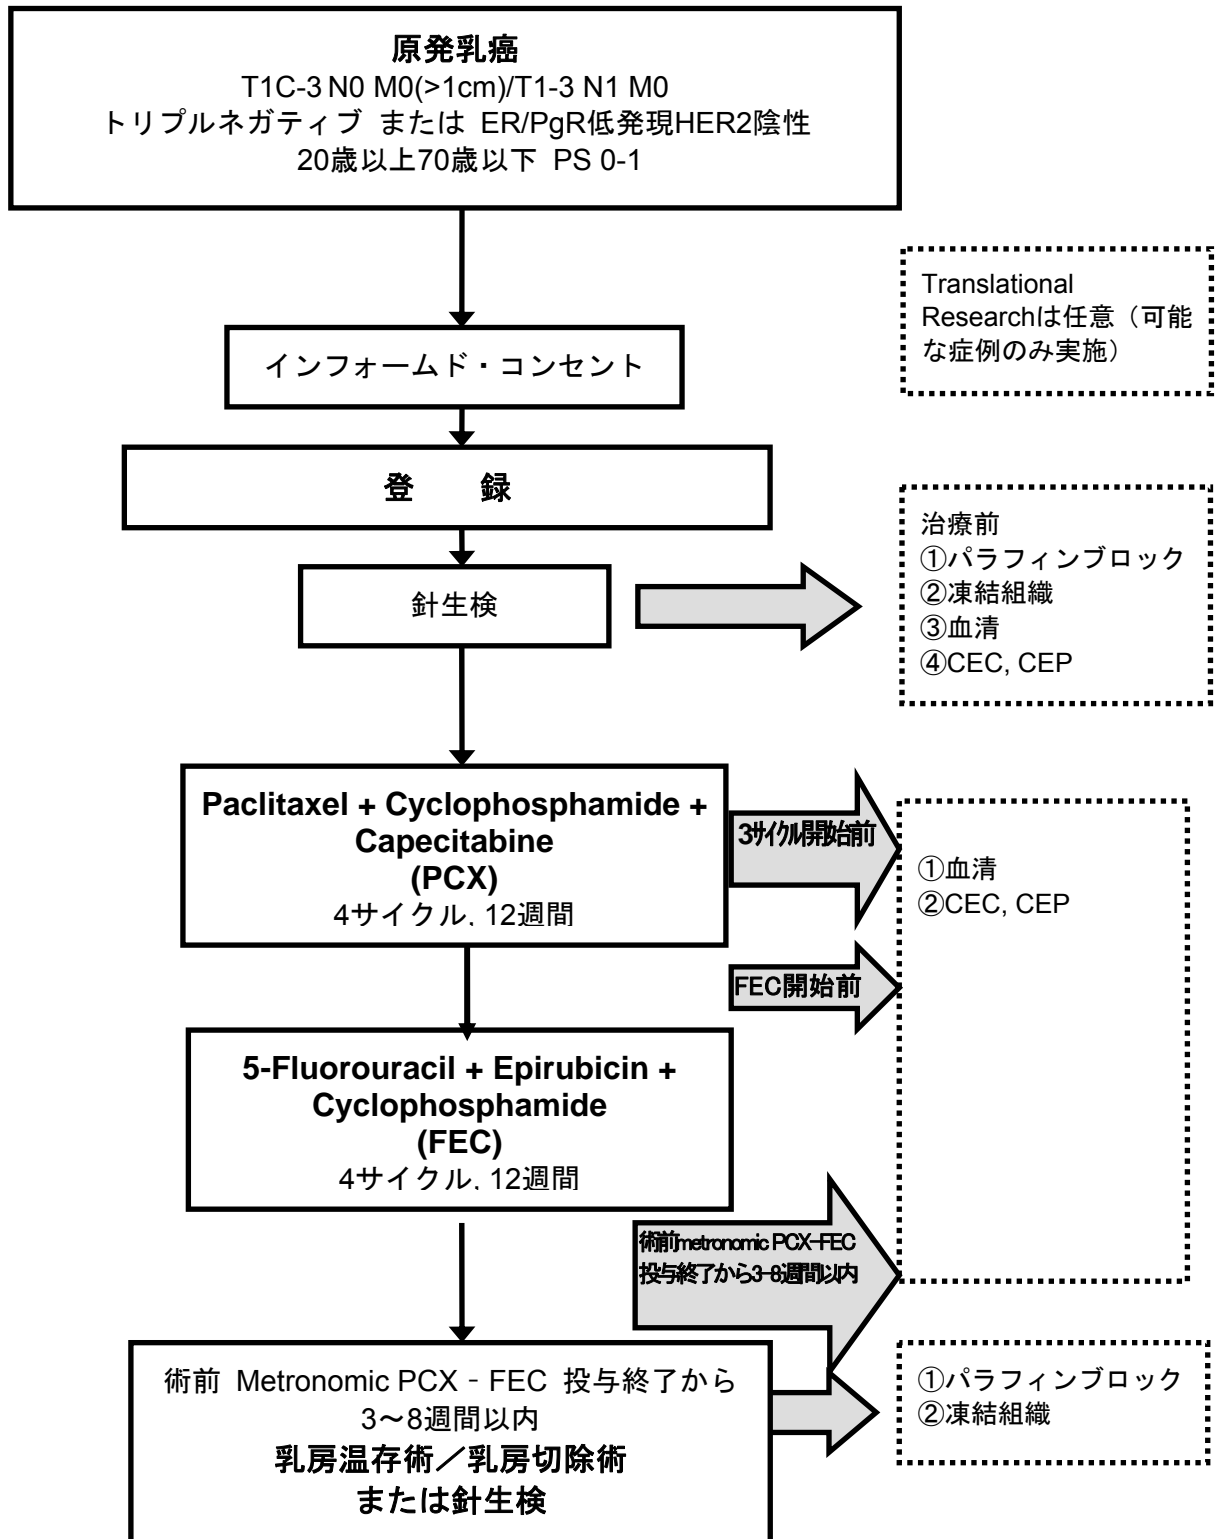 原発乳癌
T1C-3 N0 M0(>1cm)/T1-3 N1 M0
トリプルネガティブ または ER/PgR低発現HER2陰性
20歳以上70歳以下 PS 0-1
Translational
Researchは任意（可能
な症例のみ実施）
インフォームド・コンセント
登 録
針生検
治療前
①パラフィンブロック
②凍結組織
③血清
④CEC, CEP
Paclitaxel + Cyclophosphamide +
Capecitabine
(PCX)
4サイクル, 12週間
3サイクル開始前
①血清
②CEC, CEP
FEC開始前
5-Fluorouracil + Epirubicin +
Cyclophosphamide
(FEC)
4サイクル, 12週間
術前metronomic PCX-FEC
投与終了から3-8週間以内
術前 Metronomic PCX - FEC 投与終了から
3～8週間以内
乳房温存術／乳房切除術
または針生検
①パラフィンブロック
②凍結組織